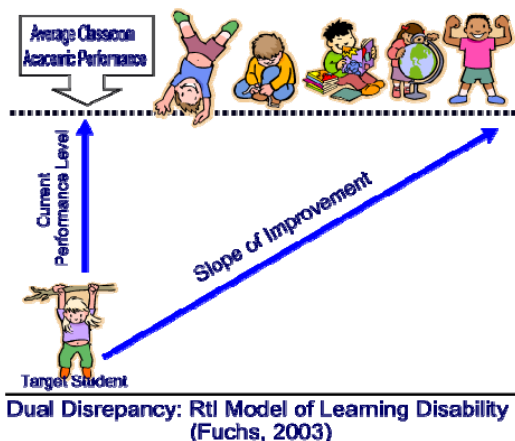 Average Classroom
Academic Performance
Current
Performance Level
Slope of Improvement
Target Student
Dual Disrepancy: RtI Model of Learning Disability
(Fuchs, 2003)